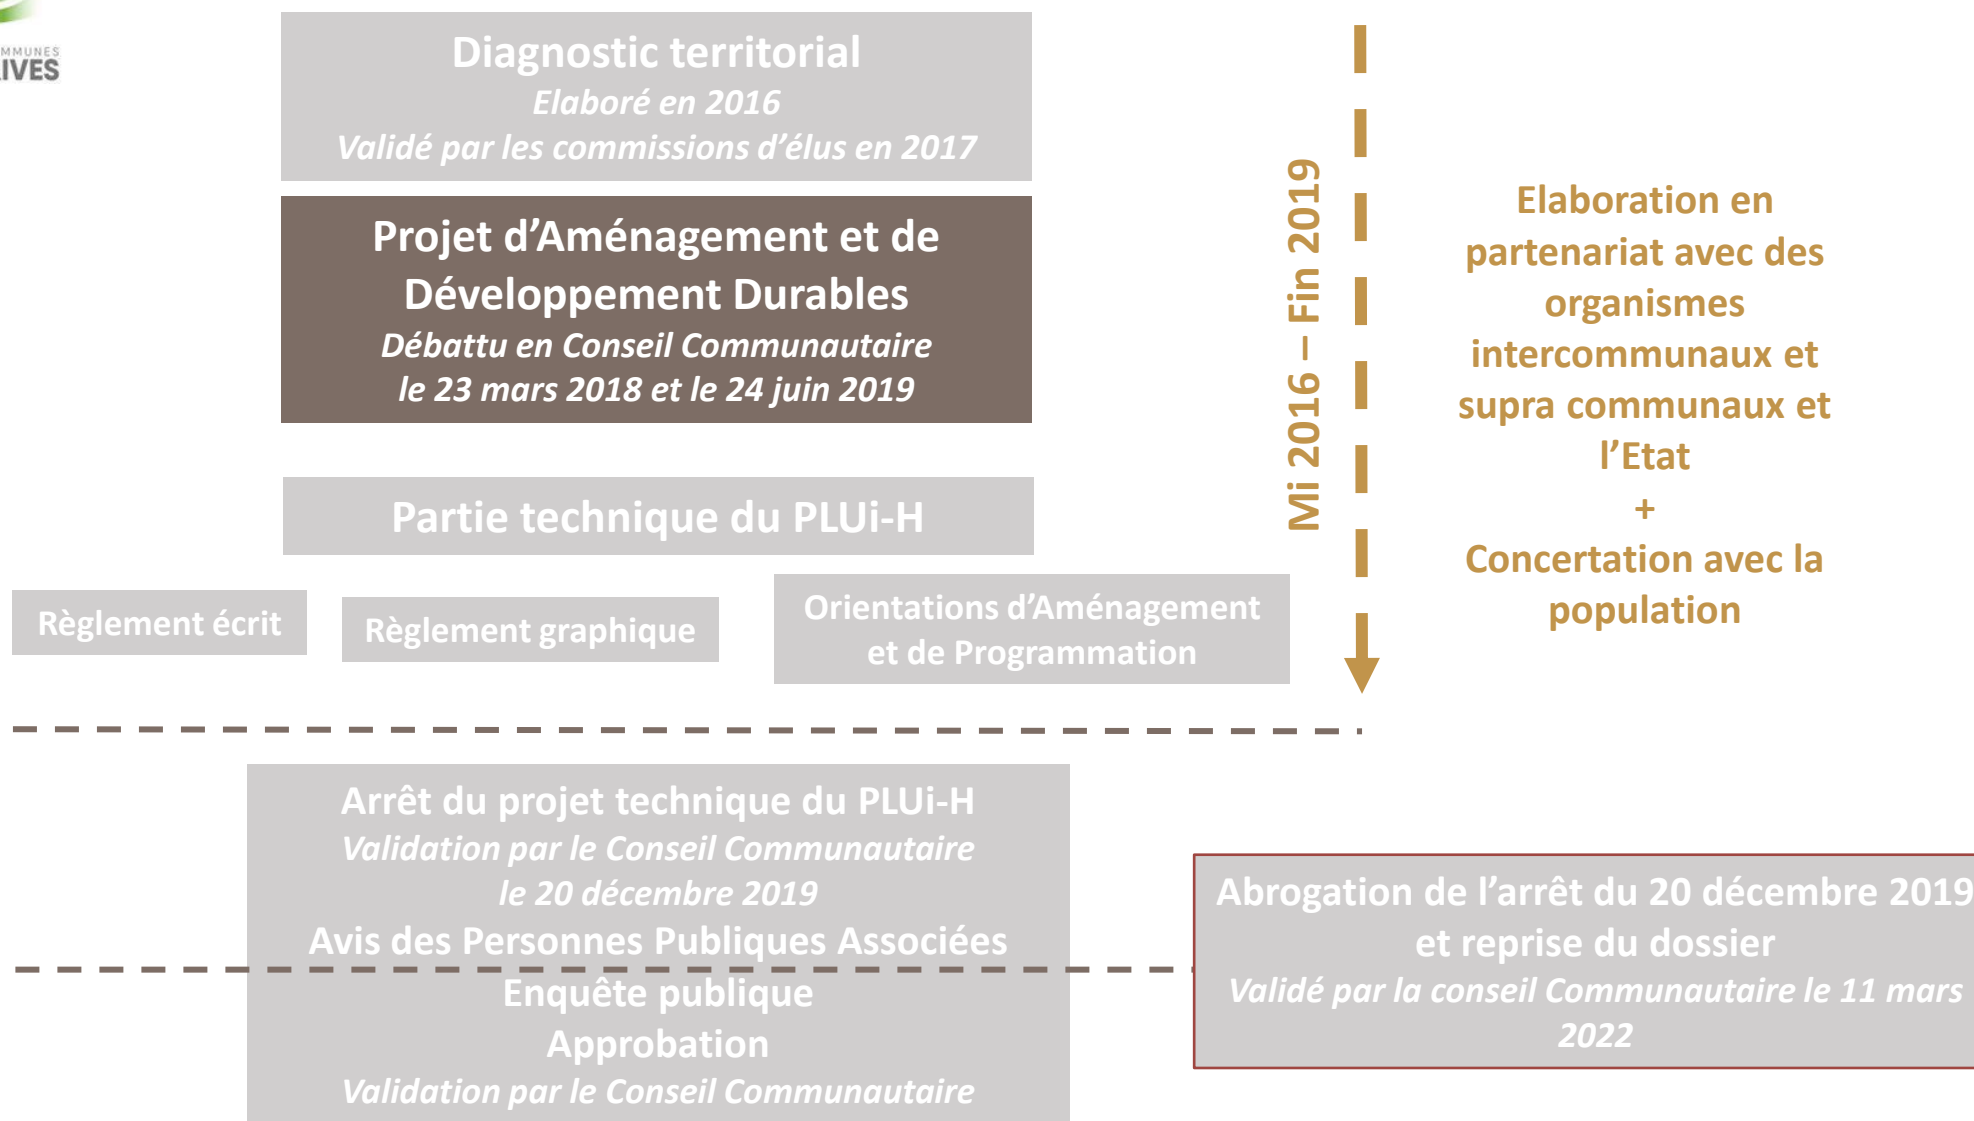 Diagnostic territorial
Elaboré en 2016
Validé par les commissions d’élus en 2017
Projet d’Aménagement et de
Développement Durables
Débattu en Conseil Communautaire
le 23 mars 2018 et le 24 juin 2019
Partie technique du PLUi-H
Règlement écrit
Règlement graphique
Orientations d’Aménagement
et de Programmation
Mi 2016 – Fin 2019
Elaboration en
partenariat avec des
organismes
intercommunaux et
supra communaux et
l’Etat
+
Concertation avec la
population
Arrêt du projet technique du PLUi-H
Validation par le Conseil Communautaire
le 20 décembre 2019
Avis des Personnes Publiques Associées
Enquête publique
Approbation
Validation par le Conseil Communautaire
Abrogation de l’arrêt du 20 décembre 2019
et reprise du dossier
Validé par la conseil Communautaire le 11 mars
2022